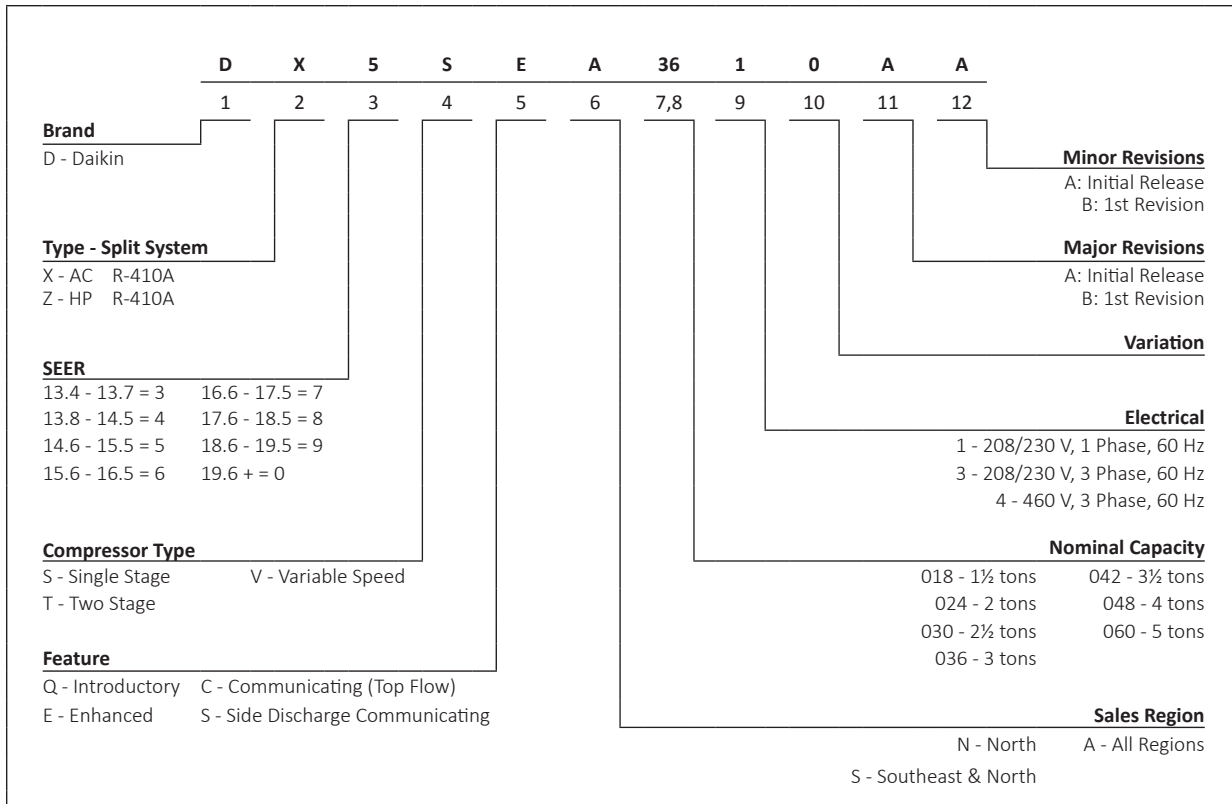 D X 5 S E A 36 1 0 A A
1 2 3 4 5 6 7,8 9 10 11 12
Brand
D - Daikin
Minor Revisions
A: Initial Release
B: 1st Revision
Type - Split System
X - AC R-410A
Z - HP R-410A
Major Revisions
A: Initial Release
B: 1st Revision
Variation
SEER
13.4 - 13.7 = 3 16.6 - 17.5 = 7
13.8 - 14.5 = 4 17.6 - 18.5 = 8
14.6 - 15.5 = 5 18.6 - 19.5 = 9
15.6 - 16.5 = 6 19.6 + = 0
Electrical
1 - 208/230 V, 1 Phase, 60 Hz
3 - 208/230 V, 3 Phase, 60 Hz
4 - 460 V, 3 Phase, 60 Hz
Compressor Type
S - Single Stage V - Variable Speed
T - Two Stage
Nominal Capacity
018 - 1½ tons 042 - 3½ tons
024 - 2 tons 048 - 4 tons
030 - 2½ tons 060 - 5 tons
036 - 3 tons
Feature
Q - Introductory C - Communicating (Top Flow)
E - Enhanced S - Side Discharge Communicating
Sales Region
N - North A - All Regions
S - Southeast & North